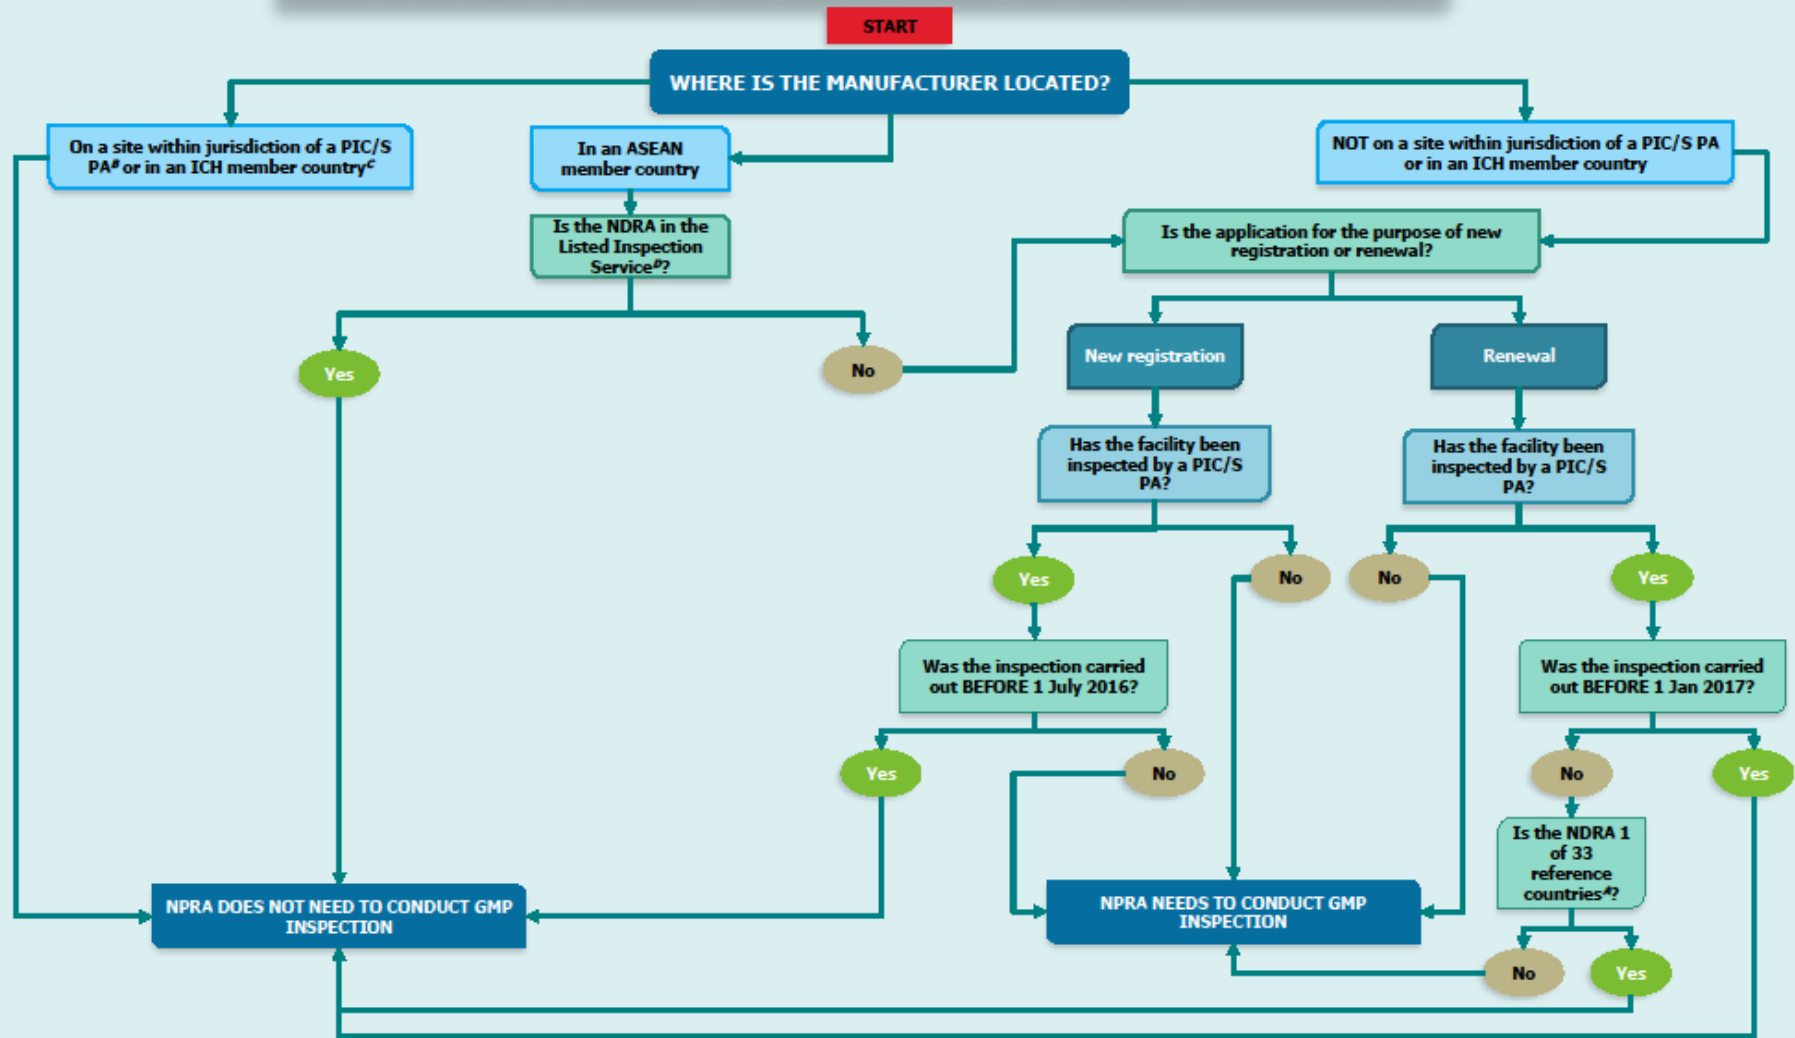 START
WHERE IS THE MANUFACTURER LOCATED?
On a site within jurisdiction of a PIC/S
PAᴮ or in an ICH member countryᶜ
In an ASEAN
member country
NOT on a site within jurisdiction of a PIC/S PA
or in an ICH member country
Is the NDRA in the
Listed Inspection
Serviceᴰ?
Is the application for the purpose of new
registration or renewal?
Yes
No
New registration
Renewal
Has the facility been
inspected by a PIC/S
PA?
Has the facility been
inspected by a PIC/S
PA?
Yes
No
No
Yes
Was the inspection carried
out BEFORE 1 July 2016?
Was the inspection carried
out BEFORE 1 Jan 2017?
Yes
No
No
Yes
Is the NDRA 1
of 33
reference
countriesᴬ?
NPRA DOES NOT NEED TO CONDUCT GMP
INSPECTION
NPRA NEEDS TO CONDUCT GMP
INSPECTION
No
Yes